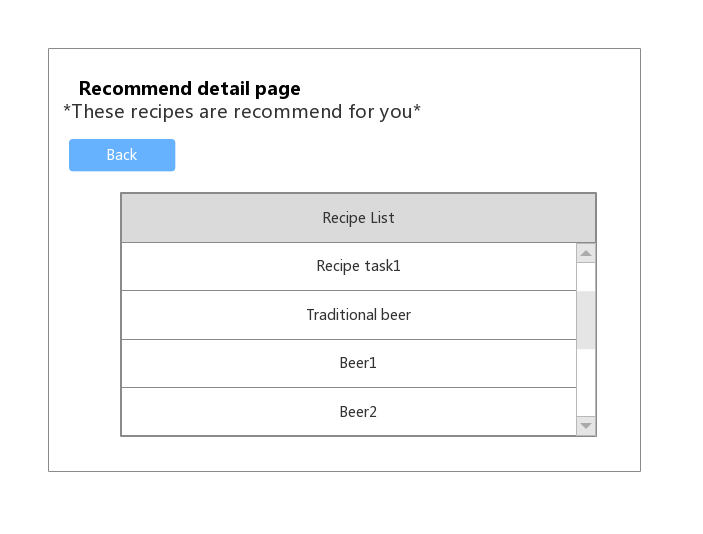 Recommend detail page
*These recipes are recommend for you*
Back
Recipe List
Recipe task1
Traditional beer
Beer1
Beer2